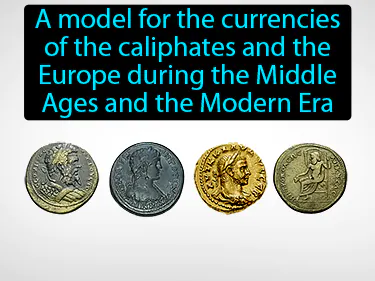 A model for the currencies
of the caliphates and the
Europe during the Middle
Ages and the Modern Era